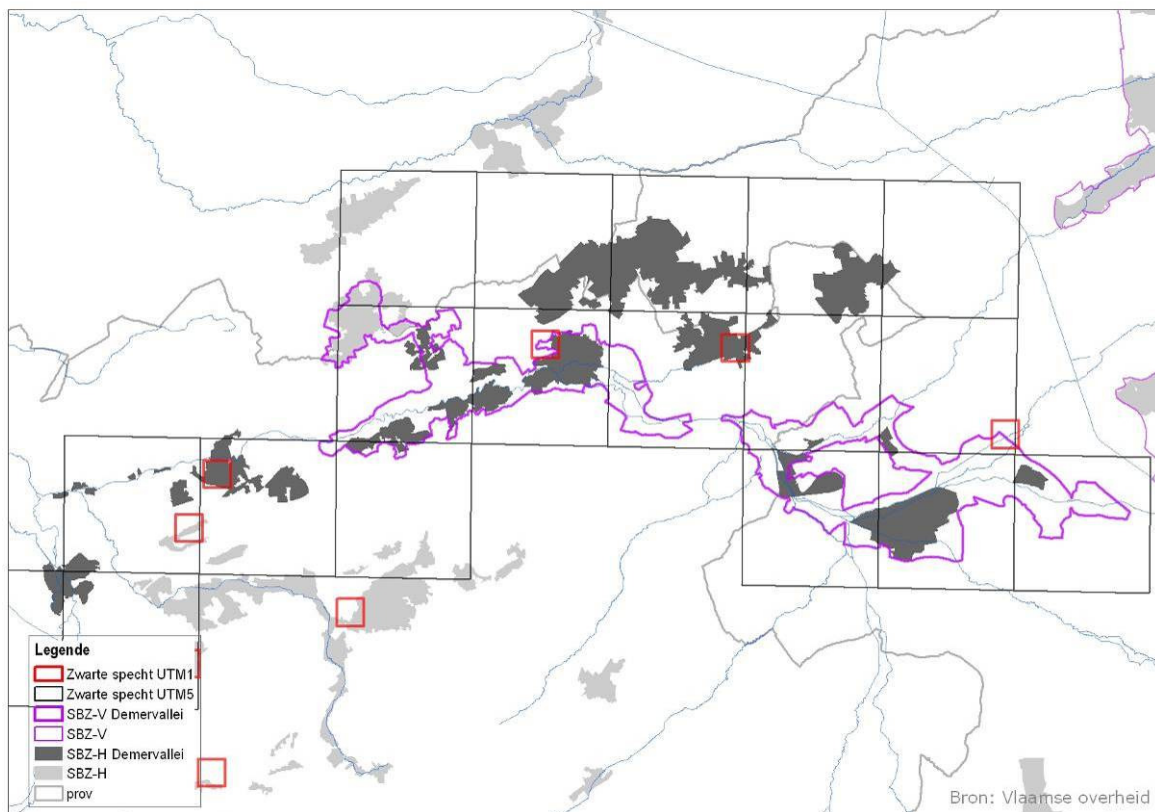 Legende
Zwarte specht UTM1
Zwarte specht UTM5
SBZ-V Demervallei
SBZ-V
SBZ-H Demervallei
SBZ-H
prov
Bron: Vlaamse overheid